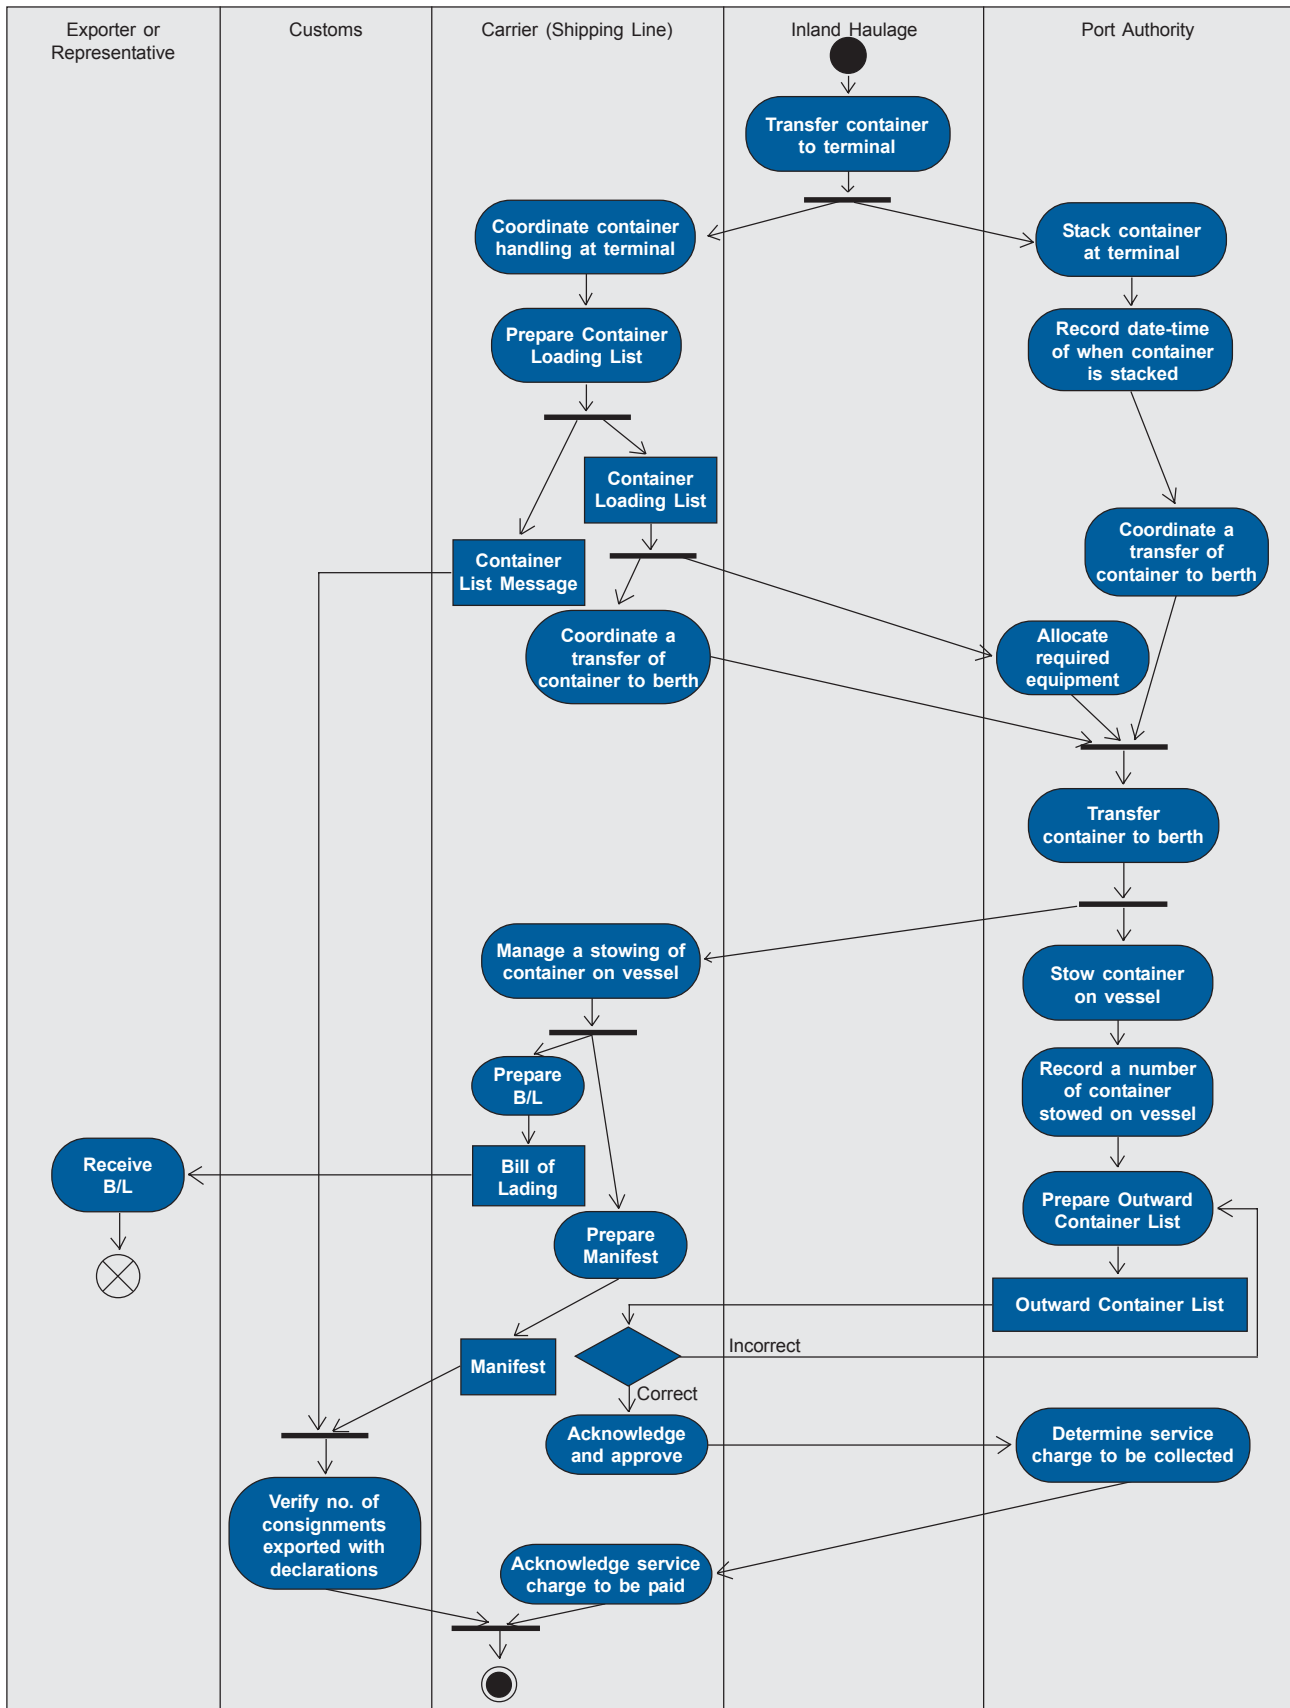 Exporter or
Representative
Customs
Carrier (Shipping Line)
Inland Haulage
Port Authority
Transfer container
to terminal
Coordinate container
handling at terminal
Stack container
at terminal
Prepare Container
Loading List
Record date-time
of when container
is stacked
Container
Loading List
Container
List Message
Coordinate a
transfer of
container to berth
Coordinate a
transfer of
container to berth
Allocate
required
equipment
Transfer
container to berth
Manage a stowing of
container on vessel
Stow container
on vessel
Prepare
B/L
Record a number
of container
stowed on vessel
Receive
B/L
Bill of
Lading
Prepare Outward
Container List
Prepare
Manifest
Outward Container List
Incorrect
Manifest
Correct
Acknowledge
and approve
Determine service
charge to be collected
Verify no. of
consignments
exported with
declarations
Acknowledge service
charge to be paid